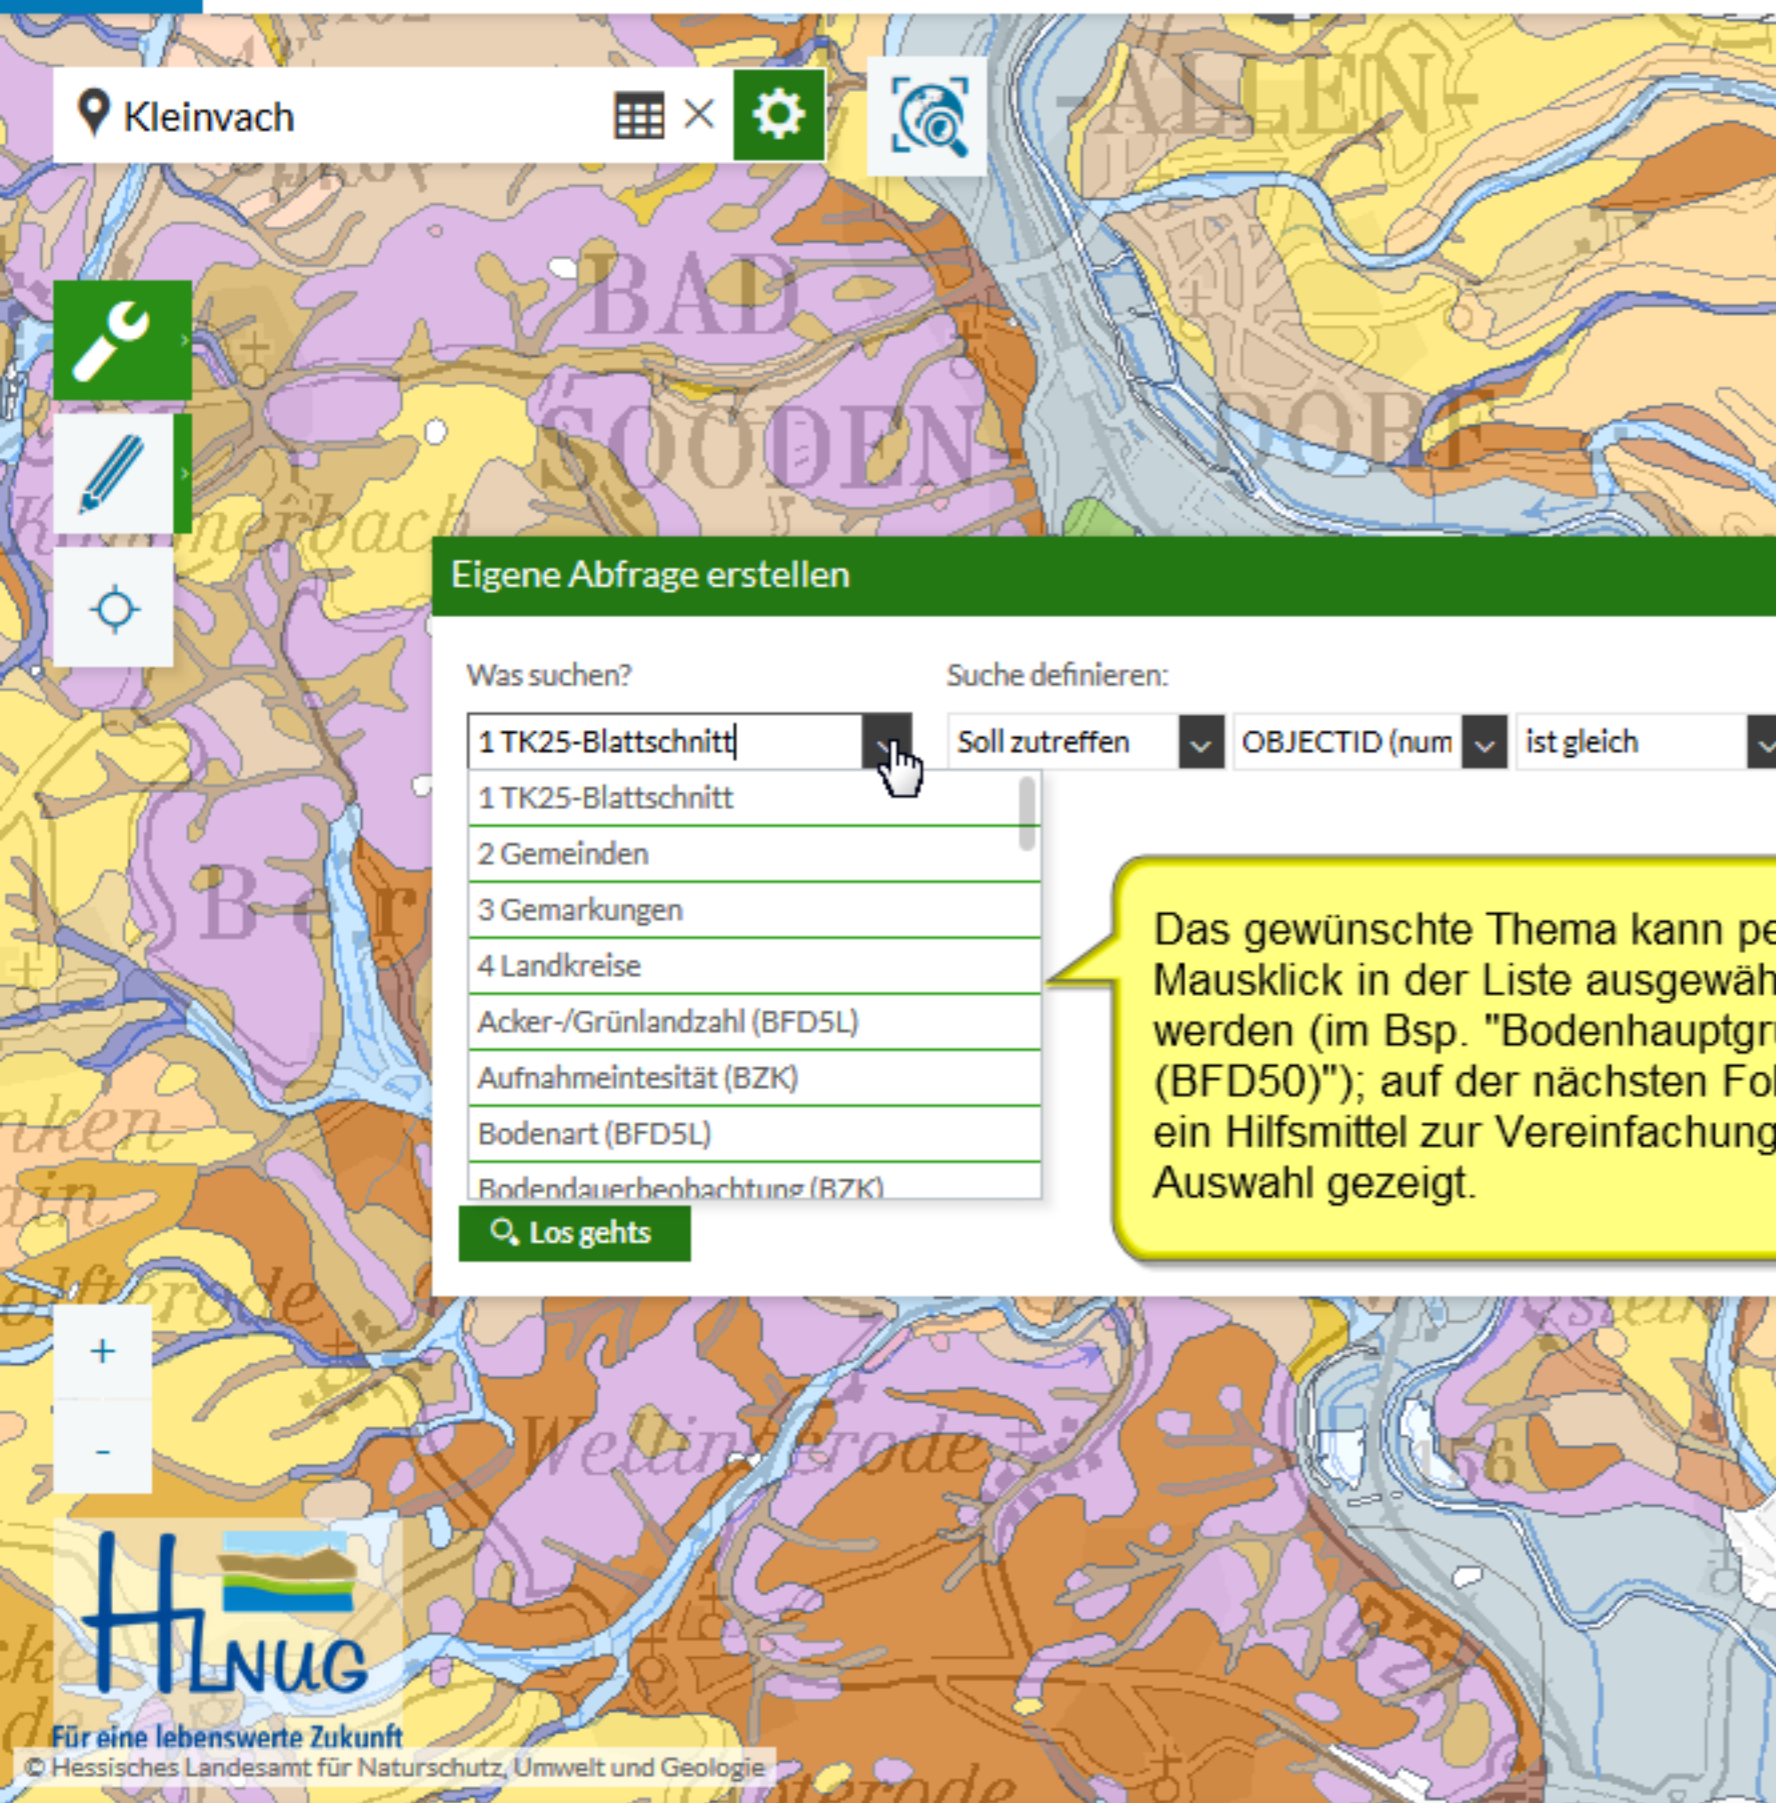 Kleinvach
-ALLEN-
BAD
SOODEN-
DORF
Eigene Abfrage erstellen
Was suchen?
Suche definieren:
1 TK25-Blattschnitt
Soll zutreffen
OBJECTID (num
ist gleich
1 TK25-Blattschnitt
2 Gemeinden
3 Gemarkungen
4 Landkreise
Acker-/Grünlandzahl (BFD5L)
Aufnahmeintesität (BZK)
Bodenart (BFD5L)
Bodendauerbeobachtung (BZK)
Das gewünschte Thema kann pe
Mausklick in der Liste ausgewäh
werden (im Bsp. "Bodenhauptgru
(BFD50)"); auf der nächsten Fol
ein Hilfsmittel zur Vereinfachung
Auswahl gezeigt.
Los gehts
+
-
Wellingerode
156
HLNUG
Für eine lebenswerte Zukunft
© Hessisches Landesamt für Naturschutz, Umwelt und Geologie